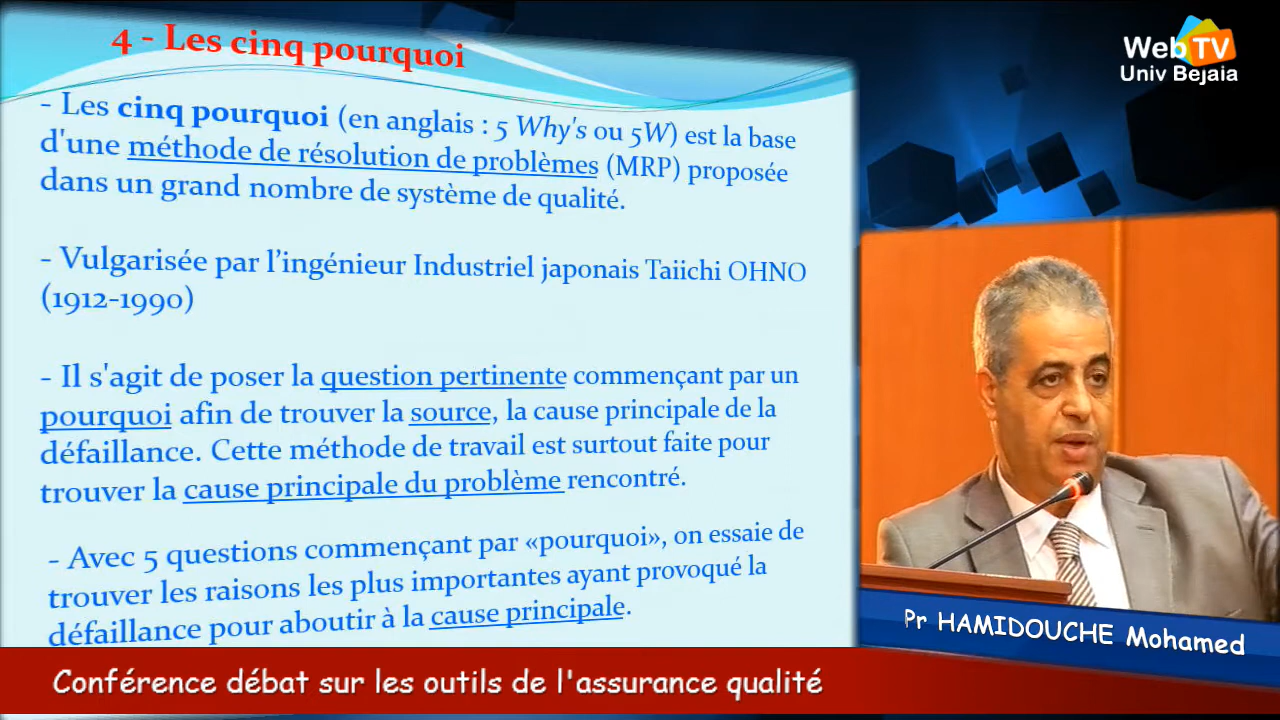 4 - Les cinq pourquoi
- Les cinq pourquoi (en anglais : 5 Why's ou 5W) est la base
d'une méthode de résolution de problèmes (MRP) proposée
dans un grand nombre de système de qualité.
- Vulgarisée par l’ingénieur Industriel japonais Taiichi OHNO
(1912-1990)
- Il s'agit de poser la question pertinente commençant par un
pourquoi afin de trouver la source, la cause principale de la
défaillance. Cette méthode de travail est surtout faite pour
trouver la cause principale du problème rencontré.
- Avec 5 questions commençant par «pourquoi», on essaie de
trouver les raisons les plus importantes ayant provoqué la
défaillance pour aboutir à la cause principale.
Web TV
Univ Bejaia
Pr HAMIDOUCHE Mohamed
Conférence débat sur les outils de l'assurance qualité